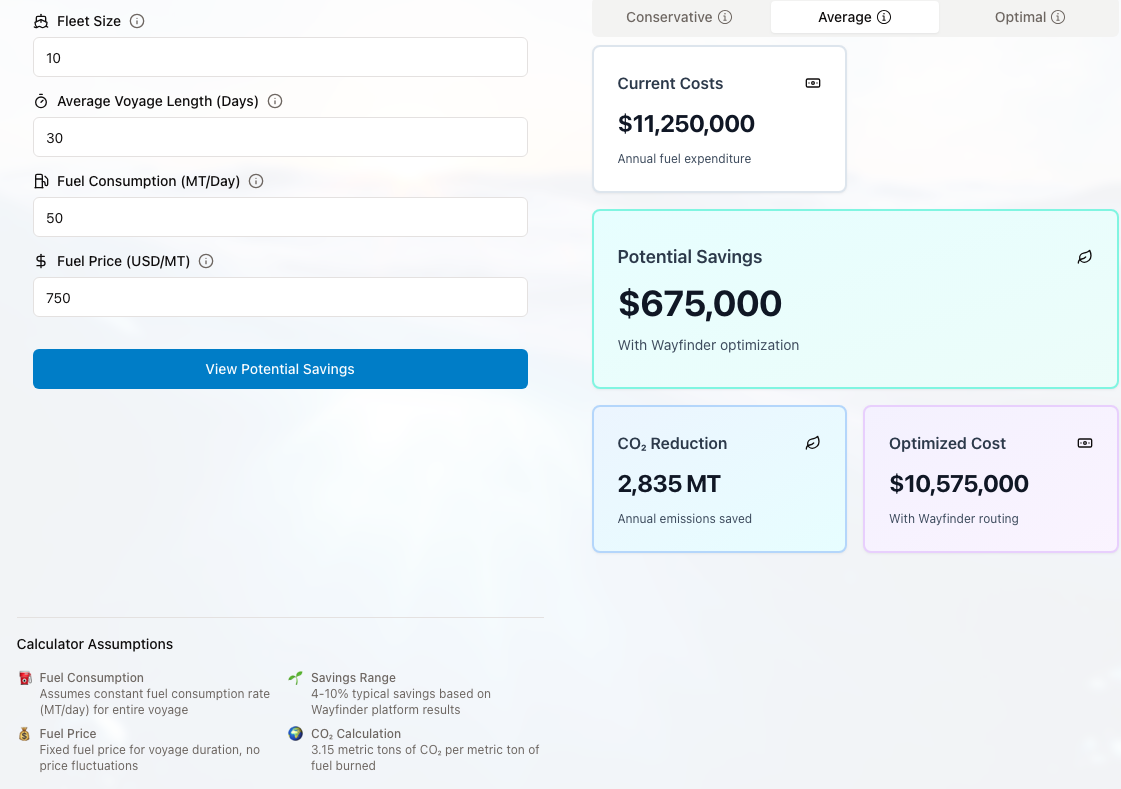 Fleet Size
10
Average Voyage Length (Days)
30
Fuel Consumption (MT/Day)
50
Fuel Price (USD/MT)
750
View Potential Savings
Conservative
Average
Optimal
Current Costs
$11,250,000
Annual fuel expenditure
Potential Savings
$675,000
With Wayfinder optimization
CO₂ Reduction
2,835 MT
Annual emissions saved
Optimized Cost
$10,575,000
With Wayfinder routing
Calculator Assumptions
Fuel Consumption
Assumes constant fuel consumption rate
(MT/day) for entire voyage
Savings Range
4-10% typical savings based on
Wayfinder platform results
Fuel Price
Fixed fuel price for voyage duration, no
price fluctuations
CO₂ Calculation
3.15 metric tons of CO₂ per metric ton of
fuel burned